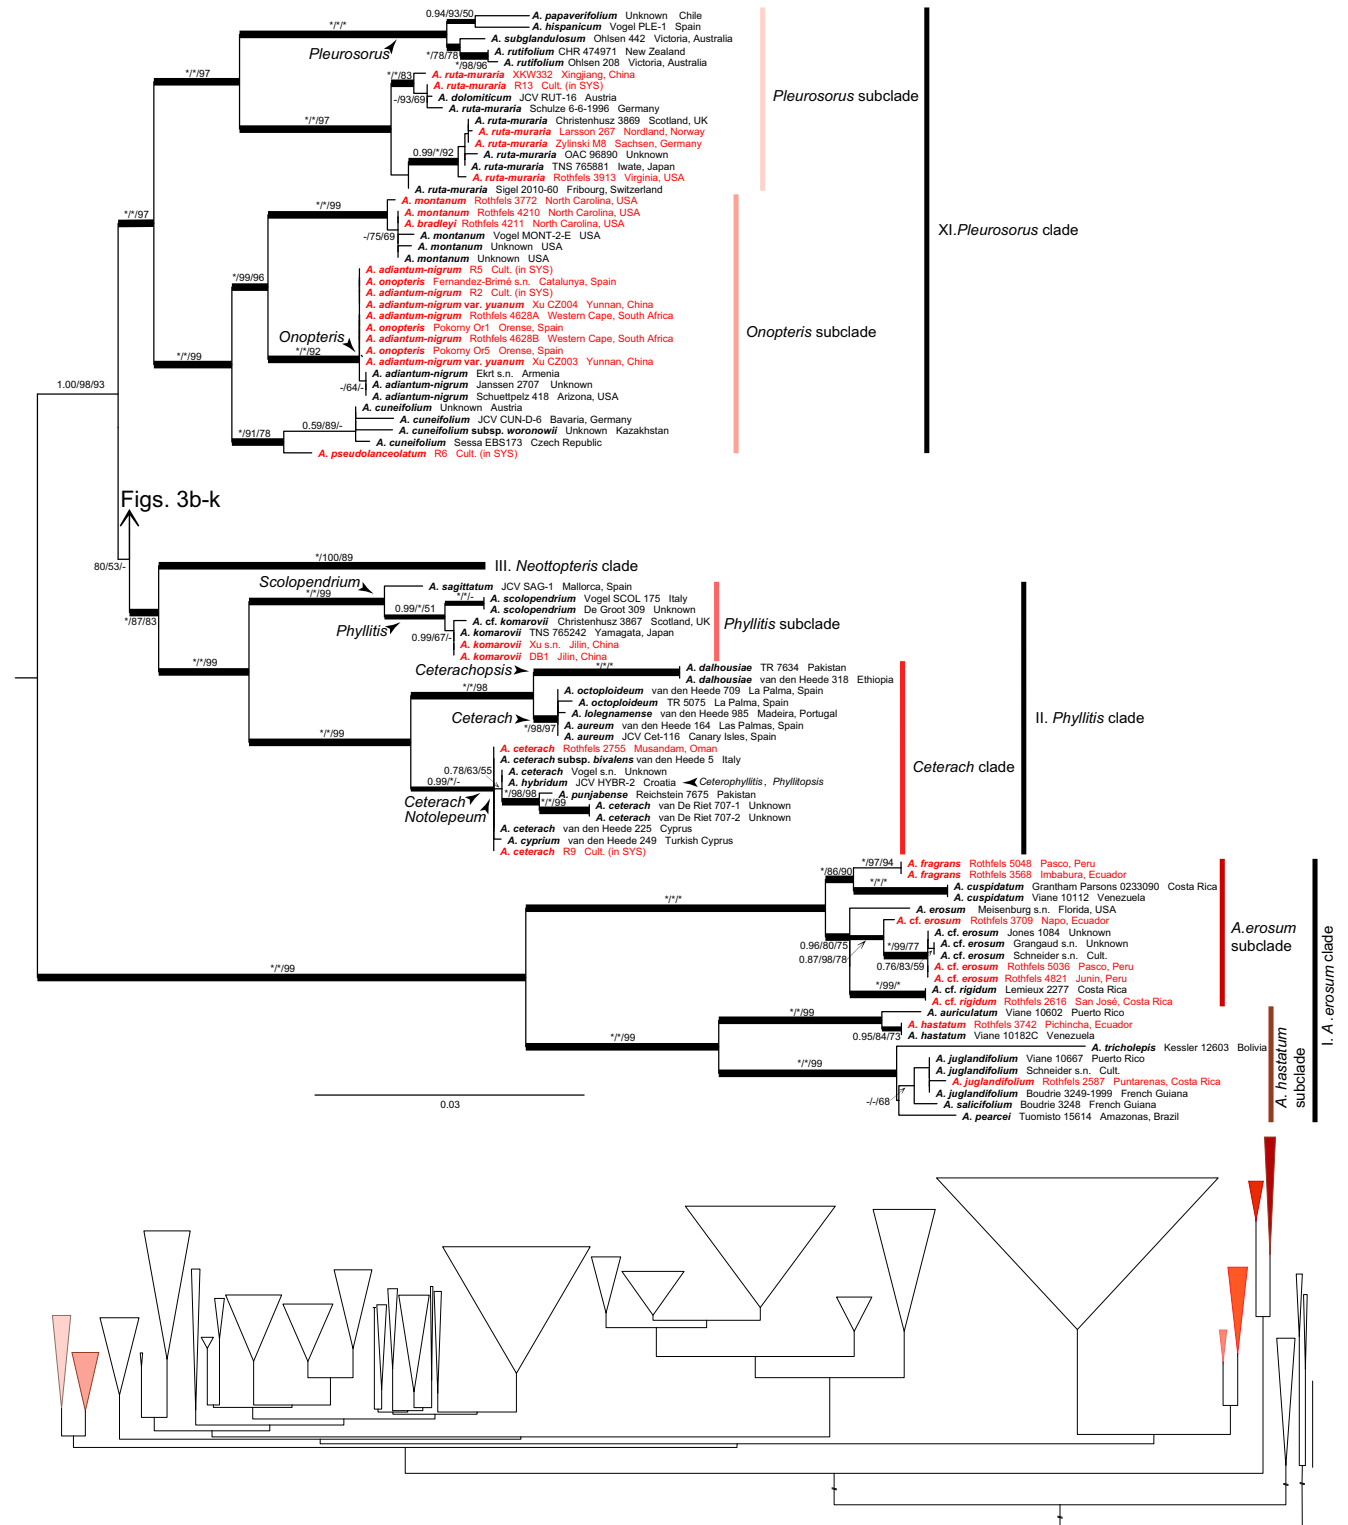 0.94/93/50
A. papaverifolium Unknown Chile
A. hispanicum Vogel PLE-1 Spain
*/*/*
Pleurosorus
A. subglandulosum Ohlsen 442 Victoria, Australia
*/78/78
A. rutifolium CHR 474971 New Zealand
A. rutifolium Ohlsen 208 Victoria, Australia
*/98/96
*/*/97
*/*/83
A. ruta-muraria XKW332 Xingjiang, China
A. ruta-muraria R13 Cult. (in SYS)
-/93/69
A. dolomiticum JCV RUT-16 Austria
A. ruta-muraria Schulze 6-6-1996 Germany
Pleurosorus subclade
*/*/97
A. ruta-muraria Christenhusz 3869 Scotland, UK
A. ruta-muraria Larsson 267 Nordland, Norway
A. ruta-muraria Zylinski M8 Sachsen, Germany
0.99/*/92
A. ruta-muraria OAC 96890 Unknown
A. ruta-muraria TNS 765881 Iwate, Japan
A. ruta-muraria Rothfels 3913 Virginia, USA
A. ruta-muraria Sigel 2010-60 Fribourg, Switzerland
*/*/97
*/*/99
A. montanum Rothfels 3772 North Carolina, USA
A. montanum Rothfels 4210 North Carolina, USA
A. bradleyi Rothfels 4211 North Carolina, USA
-/75/69
A. montanum Vogel MONT-2-E USA
A. montanum Unknown USA
A. montanum Unknown USA
XI.Pleurosorus clade
*/99/96
A. adiantum-nigrum R5 Cult. (in SYS)
A. onopteris Fernandez-Brimé s.n. Catalunya, Spain
A. adiantum-nigrum R2 Cult. (in SYS)
A. adiantum-nigrum var. yuanum Xu CZ004 Yunnan, China
A. adiantum-nigrum Rothfels 4628A Western Cape, South Africa
A. onopteris Pokorny Or1 Orense, Spain
Onopteris
A. adiantum-nigrum Rothfels 4628B Western Cape, South Africa
Onopteris subclade
*/*/92
A. onopteris Pokorny Or5 Orense, Spain
A. adiantum-nigrum var. yuanum Xu CZ003 Yunnan, China
*/*/99
A. adiantum-nigrum Ekrt s.n. Armenia
-/64/-
A. adiantum-nigrum Janssen 2707 Unknown
A. adiantum-nigrum Schuettpelz 418 Arizona, USA
1.00/98/93
A. cuneifolium Unknown Austria
A. cuneifolium JCV CUN-D-6 Bavaria, Germany
0.59/89/-
A. cuneifolium subsp. woronowii Unknown Kazakhstan
*/91/78
A. cuneifolium Sessa EBS173 Czech Republic
A. pseudolanceolatum R6 Cult. (in SYS)
Figs. 3b-k
80/53/-
*/100/89
III. Neottopteris clade
*/87/83
Scolopendrium
*/*/99
A. sagittatum JCV SAG-1 Mallorca, Spain
*/*/-
A. scolopendrium Vogel SCOL 175 Italy
A. scolopendrium De Groot 309 Unknown
0.99/*/51
Phyllitis
A. cf. komarovii Christenhusz 3867 Scotland, UK
0.99/67/-
A. komarovii TNS 765242 Yamagata, Japan
A. komarovii Xu s.n. Jilin, China
A. komarovii DB1 Jilin, China
Phyllitis subclade
*/*/99
Ceterachopsis
*/*/*
A. dalhousiae TR 7634 Pakistan
A. dalhousiae van den Heede 318 Ethiopia
*/*/98
A. octoploideum van den Heede 709 La Palma, Spain
A. octoploideum TR 5075 La Palma, Spain
Ceterach
A. lolegnamense van den Heede 985 Madeira, Portugal
*/98/97
A. aureum van den Heede 164 Las Palmas, Spain
A. aureum JCV Cet-116 Canary Isles, Spain
II. Phyllitis clade
*/*/99
A. ceterach Rothfels 2755 Musandam, Oman
A. ceterach subsp. bivalens van den Heede 5 Italy
0.78/63/55
A. ceterach Vogel s.n. Unknown
A. hybridum JCV HYBR-2 Croatia
Ceterophyllitis, Phyllitopsis
0.99/*/-
*/98/98
A. punjabense Reichstein 7675 Pakistan
*/*/99
A. ceterach van De Riet 707-1 Unknown
A. ceterach van De Riet 707-2 Unknown
Ceterach
Notolepeum
A. ceterach van den Heede 225 Cyprus
A. cyprium van den Heede 249 Turkish Cyprus
A. ceterach R9 Cult. (in SYS)
Ceterach clade
*/97/94
A. fragrans Rothfels 5048 Pasco, Peru
A. fragrans Rothfels 3568 Imbabura, Ecuador
*/86/90
*/*/*
A. cuspidatum Grantham Parsons 0233090 Costa Rica
A. cuspidatum Viane 10112 Venezuela
*/*/*
A. erosum Meisenburg s.n. Florida, USA
A. cf. erosum Rothfels 3709 Napo, Ecuador
A. cf. erosum Jones 1084 Unknown
0.96/80/75
*/99/77
A. cf. erosum Grangaud s.n. Unknown
0.87/98/78
A. cf. erosum Schneider s.n. Cult.
0.76/83/59
A. cf. erosum Rothfels 5036 Pasco, Peru
A. cf. erosum Rothfels 4821 Junin, Peru
*/99/*
A. cf. rigidum Lemieux 2277 Costa Rica
A. cf. rigidum Rothfels 2616 San José, Costa Rica
A.erosum
subclade
*/*/99
*/*/99
A. auriculatum Viane 10602 Puerto Rico
A. hastatum Rothfels 3742 Pichincha, Ecuador
0.95/84/73
A. hastatum Viane 10182C Venezuela
*/*/99
A. tricholepis Kessler 12603 Bolivia
*/*/99
A. juglandifolium Viane 10667 Puerto Rico
A. juglandifolium Schneider s.n. Cult.
A. juglandifolium Rothfels 2587 Puntarenas, Costa Rica
-/-/68
A. juglandifolium Boudrie 3249-1999 French Guiana
A. salicifolium Boudrie 3248 French Guiana
A. pearcei Tuomisto 15614 Amazonas, Brazil
A. hastatum
subclade
I. A .erosum clade
0.03